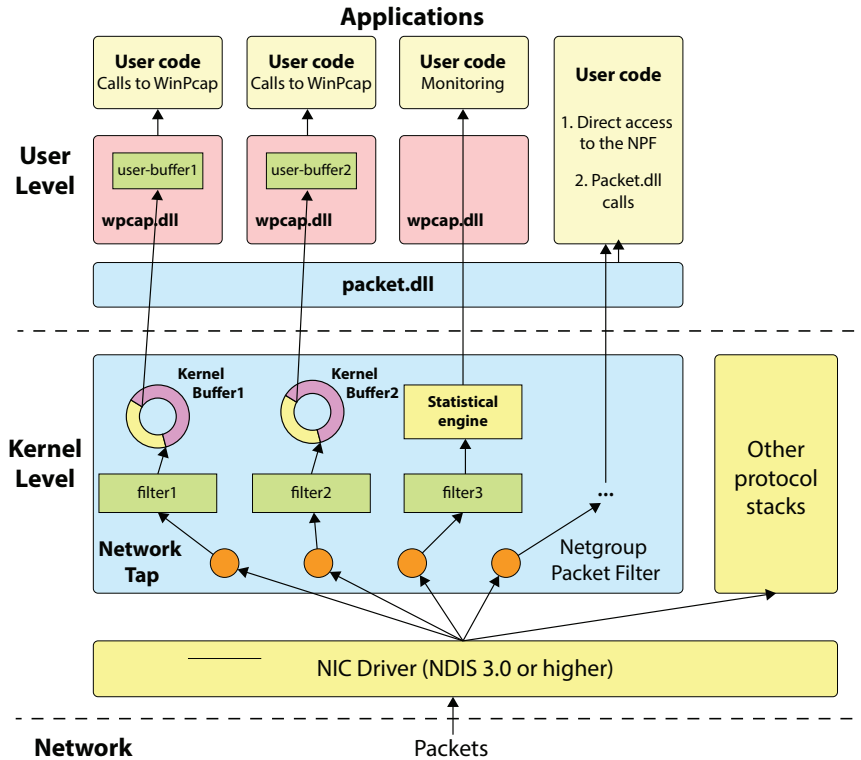 Applications
User code
Calls to WinPcap
User code
Calls to WinPcap
User code
Monitoring
User code
1. Direct access
to the NPF
2. Packet.dll
calls
User
Level
user-buffer1
wpcap.dll
user-buffer2
wpcap.dll
wpcap.dll
packet.dll
Kernel
Level
Kernel
Buffer1
Kernel
Buffer2
Statistical
engine
filter1
filter2
filter3
...
Network
Tap
Netgroup
Packet Filter
Other
protocol
stacks
NIC Driver (NDIS 3.0 or higher)
Network
Packets